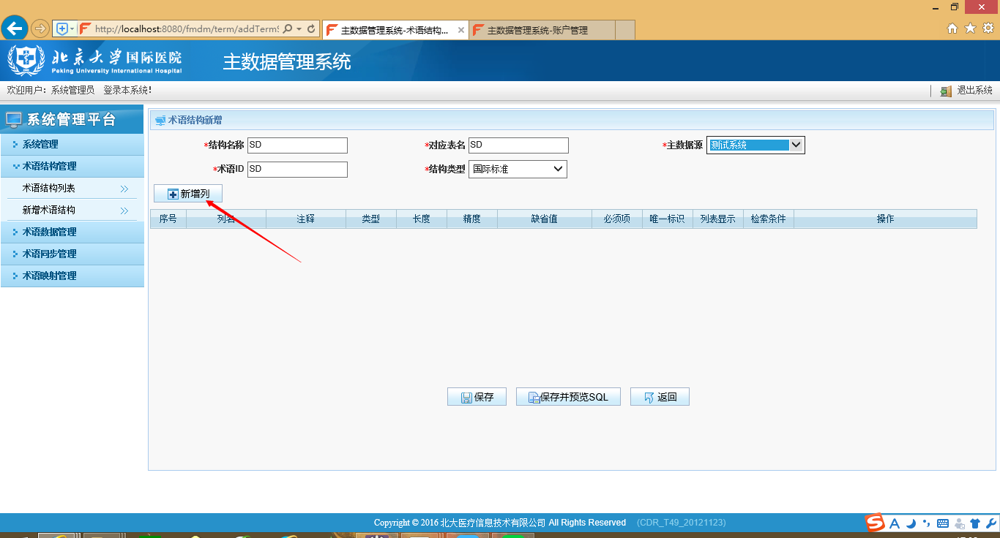 http://localhost:8080/fmdm/term/addTermS
主数据管理系统-术语结构...
主数据管理系统-账户管理
北京大学国际医院
Peking University International Hospital
主数据管理系统
欢迎用户：系统管理员 登录本系统!
退出系统
系统管理平台
系统管理
术语结构管理
术语结构列表
新增术语结构
术语数据管理
术语同步管理
术语映射管理
术语结构新增
*结构名称 SD *对应表名 SD *主数据源 测试系统
*术语ID SD *结构类型 国际标准
新增列
序号 列名 注释 类型 长度 精度 缺省值 必须项 唯一标识 列表显示 检索条件 操作
保存 保存并预览SQL 返回
Copyright © 2016 北大医疗信息技术有限公司 All Rights Reserved (CDR_T49_20121123)